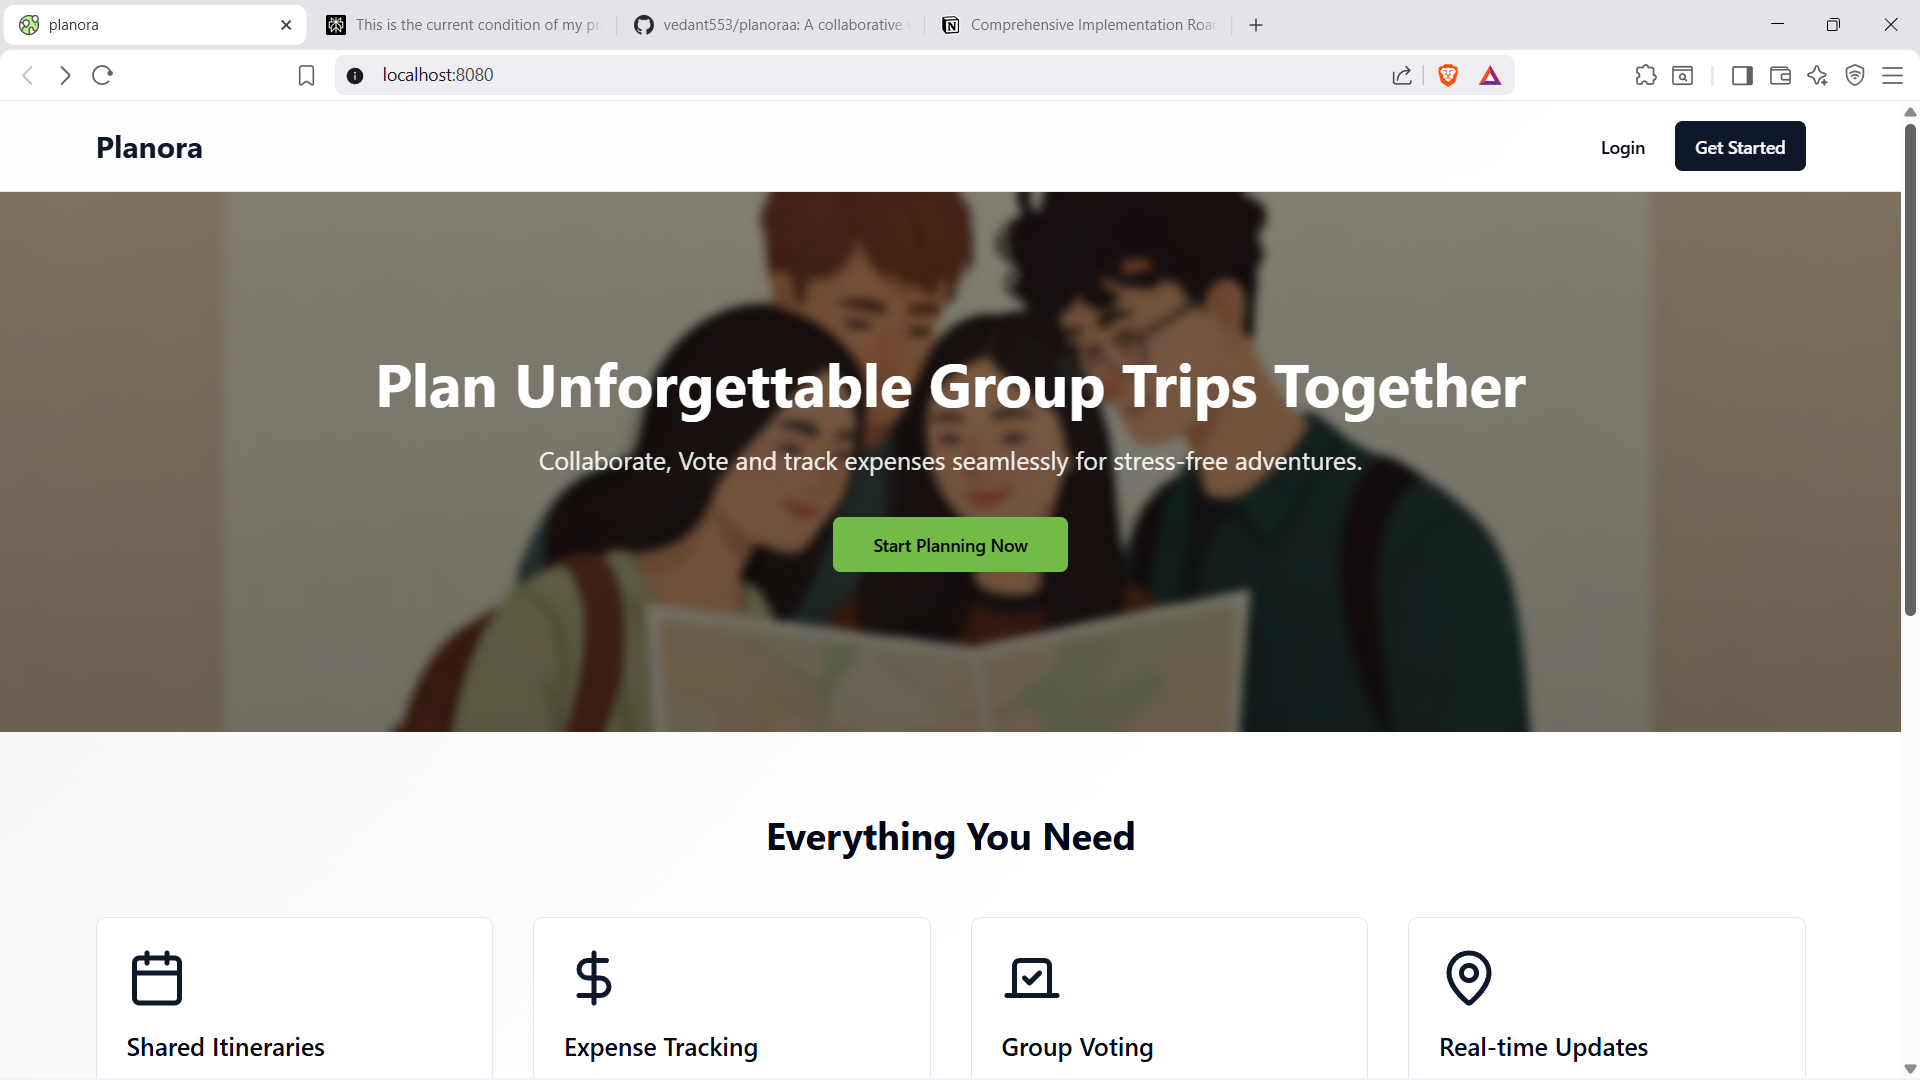 planora
This is the current condition of my pr
vedant553/planoraa: A collaborative
Comprehensive Implementation Road
localhost:8080
Planora
Login
Get Started
Plan Unforgettable Group Trips Together
Collaborate, Vote and track expenses seamlessly for stress-free adventures.
Start Planning Now
Everything You Need
Shared Itineraries
Expense Tracking
Group Voting
Real-time Updates